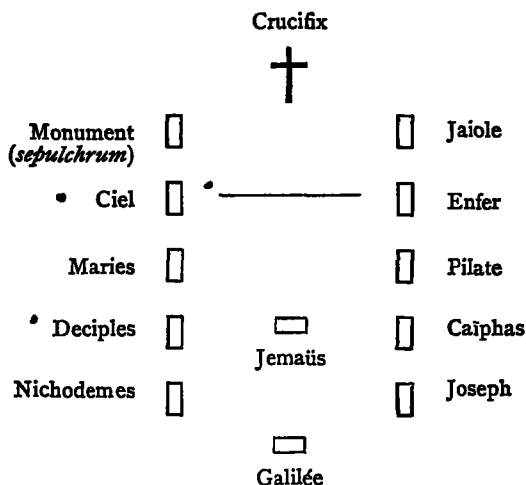 Crucifix
Monument
(sepulchrum)
Jaiole
Ciel
Enfer
Maries
Pilate
Deciples
Caïphas
Jemaüs
Nichodemes
Joseph
Galilée